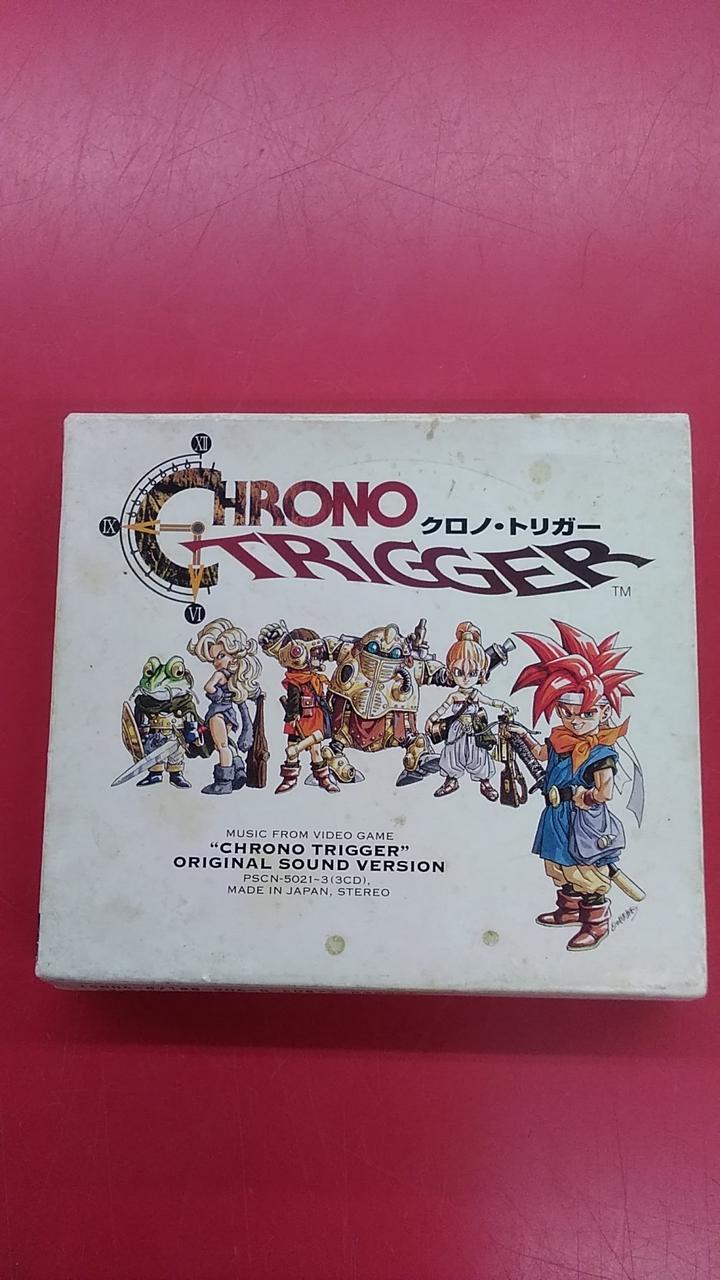 XII
CHRONO
クロノ・トリガー
IX
TRIGGER
TM
VI
MUSIC FROM VIDEO GAME
“CHRONO TRIGGER”
ORIGINAL SOUND VERSION
PSCN-5021~3(3CD),
MADE IN JAPAN, STEREO